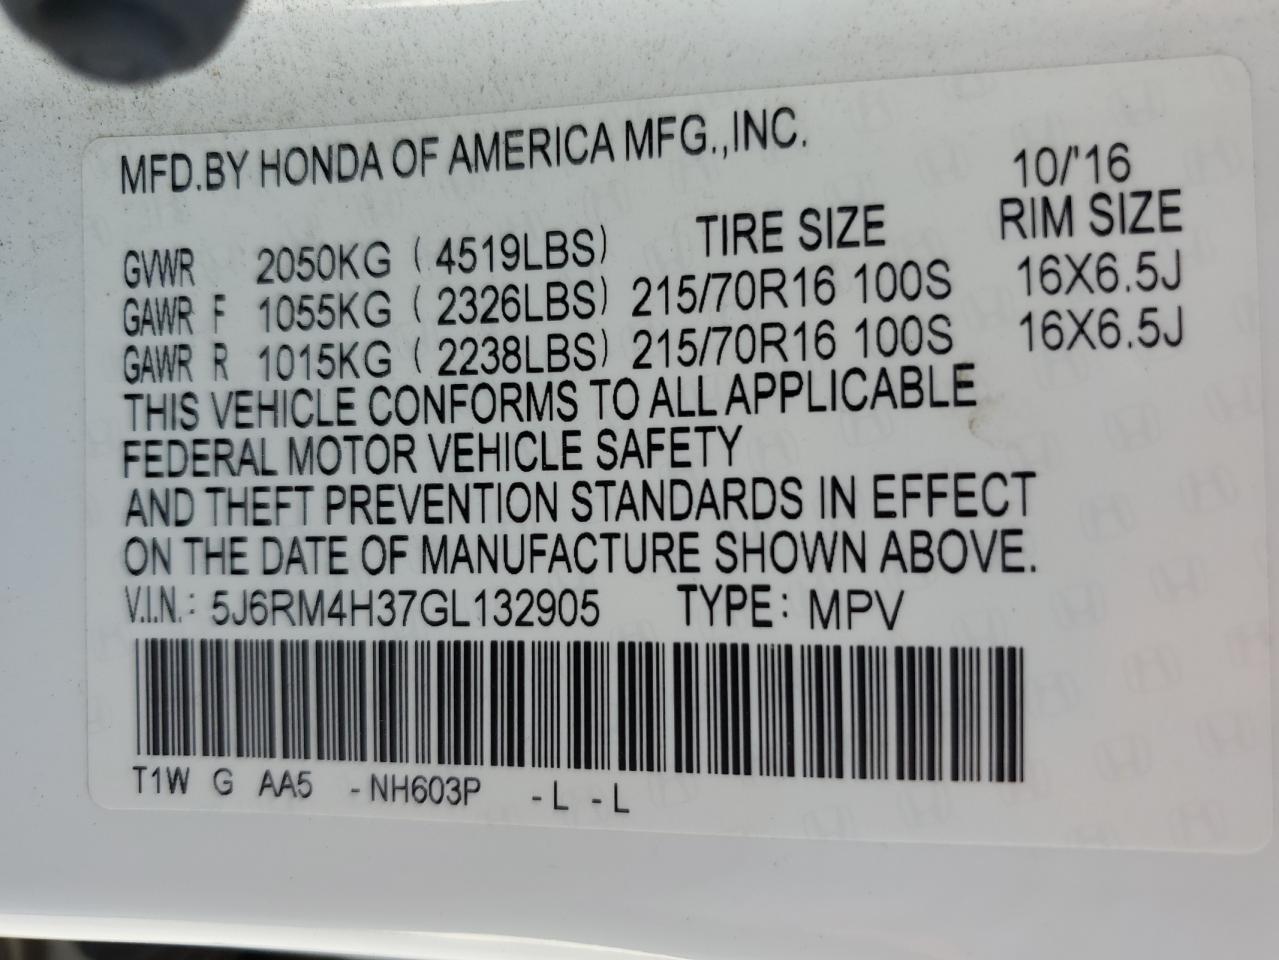 MFD.BY HONDA OF AMERICA MFG.,INC. 10/'16
TIRE SIZE RIM SIZE
GVWR 2050KG ( 4519LBS)
GAWR F 1055KG ( 2326LBS) 215/70R16 100S 16X6.5J
GAWR R 1015KG ( 2238LBS) 215/70R16 100S 16X6.5J
THIS VEHICLE CONFORMS TO ALL APPLICABLE
FEDERAL MOTOR VEHICLE SAFETY
AND THEFT PREVENTION STANDARDS IN EFFECT
ON THE DATE OF MANUFACTURE SHOWN ABOVE.
V.I.N.: 5J6RM4H37GL132905 TYPE: MPV
T1W G AA5 -NH603P -L -L